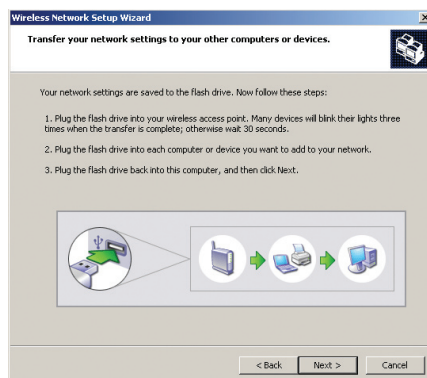 Wireless Network Setup Wizard
Transfer your network settings to your other computers or devices.
Your network settings are saved to the flash drive. Now follow these steps:
1. Plug the flash drive into your wireless access point. Many devices will blink their lights three
times when the transfer is complete; otherwise wait 30 seconds.
2. Plug the flash drive into each computer or device you want to add to your network.
3. Plug the flash drive back into this computer, and then click Next.
< Back Next > Cancel